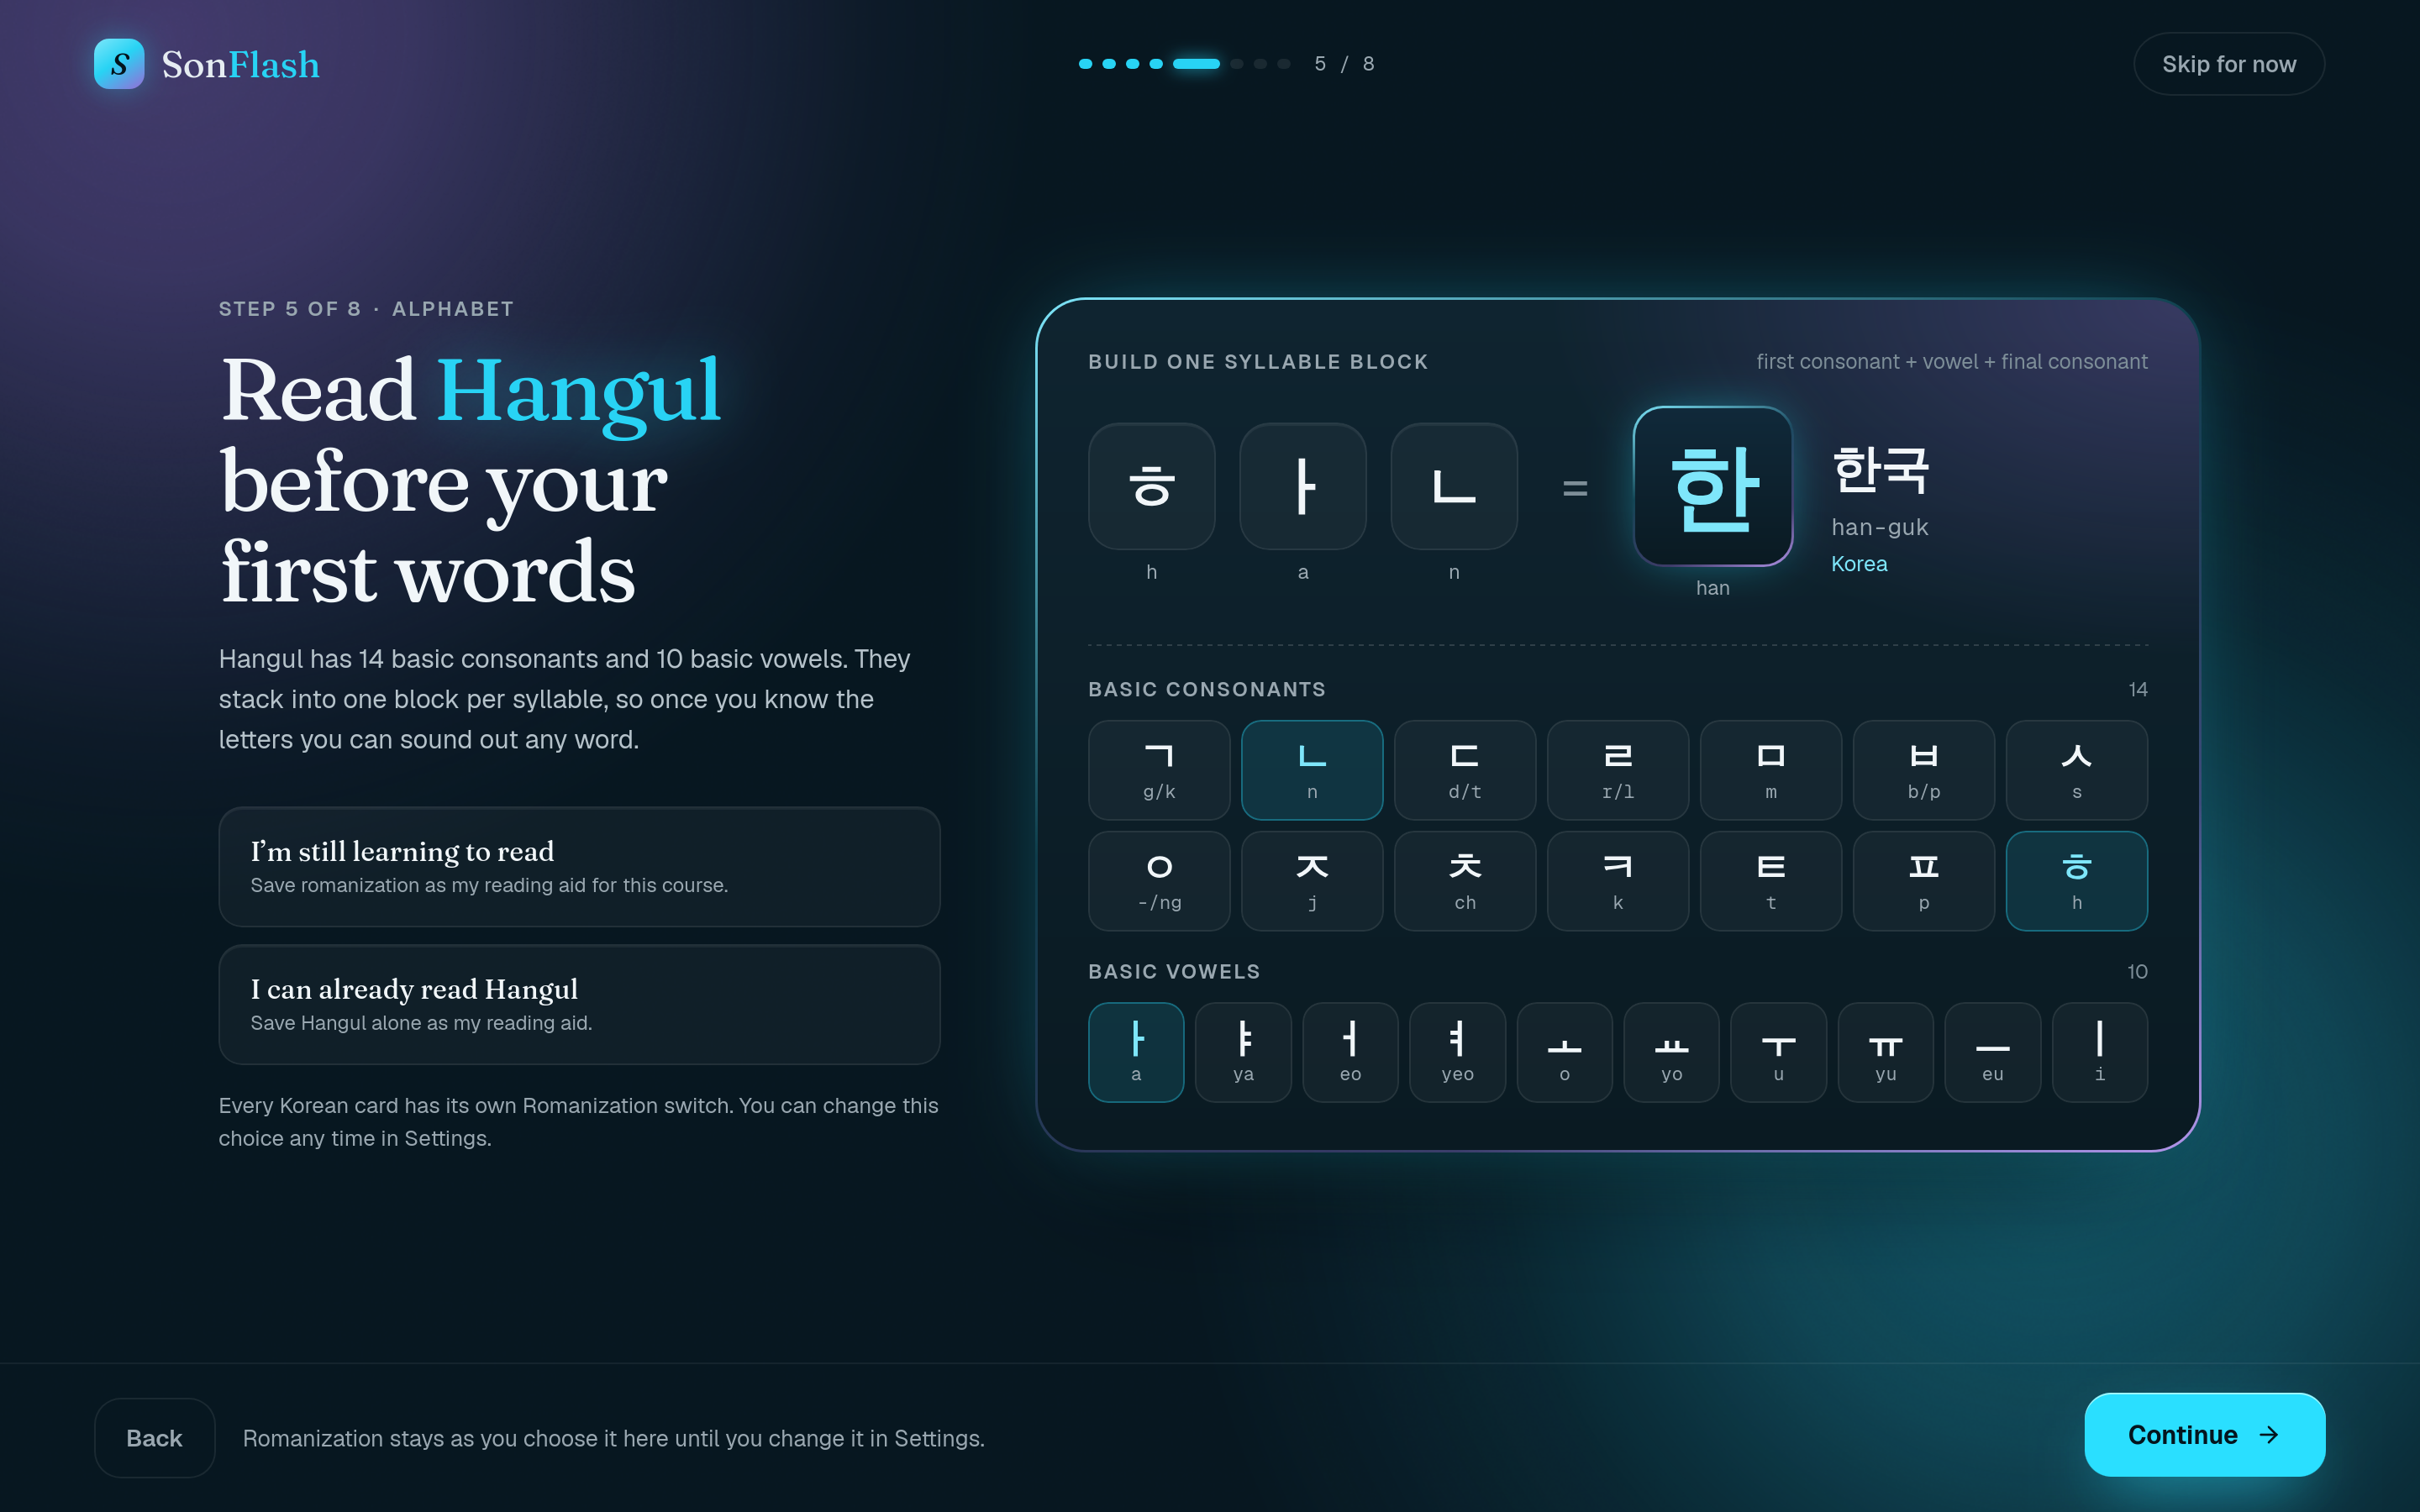 S SonFlash
5 / 8
Skip for now
STEP 5 OF 8 · ALPHABET
Read Hangul
before your
first words
Hangul has 14 basic consonants and 10 basic vowels. They
stack into one block per syllable, so once you know the
letters you can sound out any word.
I’m still learning to read
Save romanization as my reading aid for this course.
I can already read Hangul
Save Hangul alone as my reading aid.
Every Korean card has its own Romanization switch. You can change this
choice any time in Settings.
BUILD ONE SYLLABLE BLOCK
first consonant + vowel + final consonant
ㅎ ㅏ ㄴ = 한
h a n han
한국
han-guk
Korea
BASIC CONSONANTS 14
ㄱ ㄴ ㄷ ㄹ ㅁ ㅂ ㅅ
g/k n d/t r/l m b/p s
ㅇ ㅈ ㅊ ㅋ ㅌ ㅍ ㅎ
-/ng j ch k t p h
BASIC VOWELS 10
ㅏ ㅑ ㅓ ㅕ ㅗ ㅛ ㅜ ㅠ ㅡ ㅣ
a ya eo yeo o yo u yu eu i
Back
Romanization stays as you choose it here until you change it in Settings.
Continue →